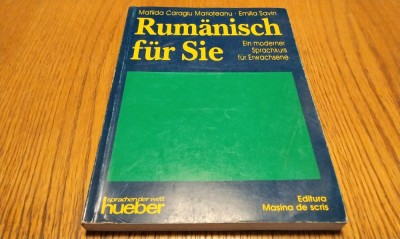 Matilda Caragiu Marioțeanu · Emilia Savin
Rumänisch
für Sie
Ein moderner
Sprachkurs
für Erwachsene
sprachen der welt
hueber
Editura
Masina de scris